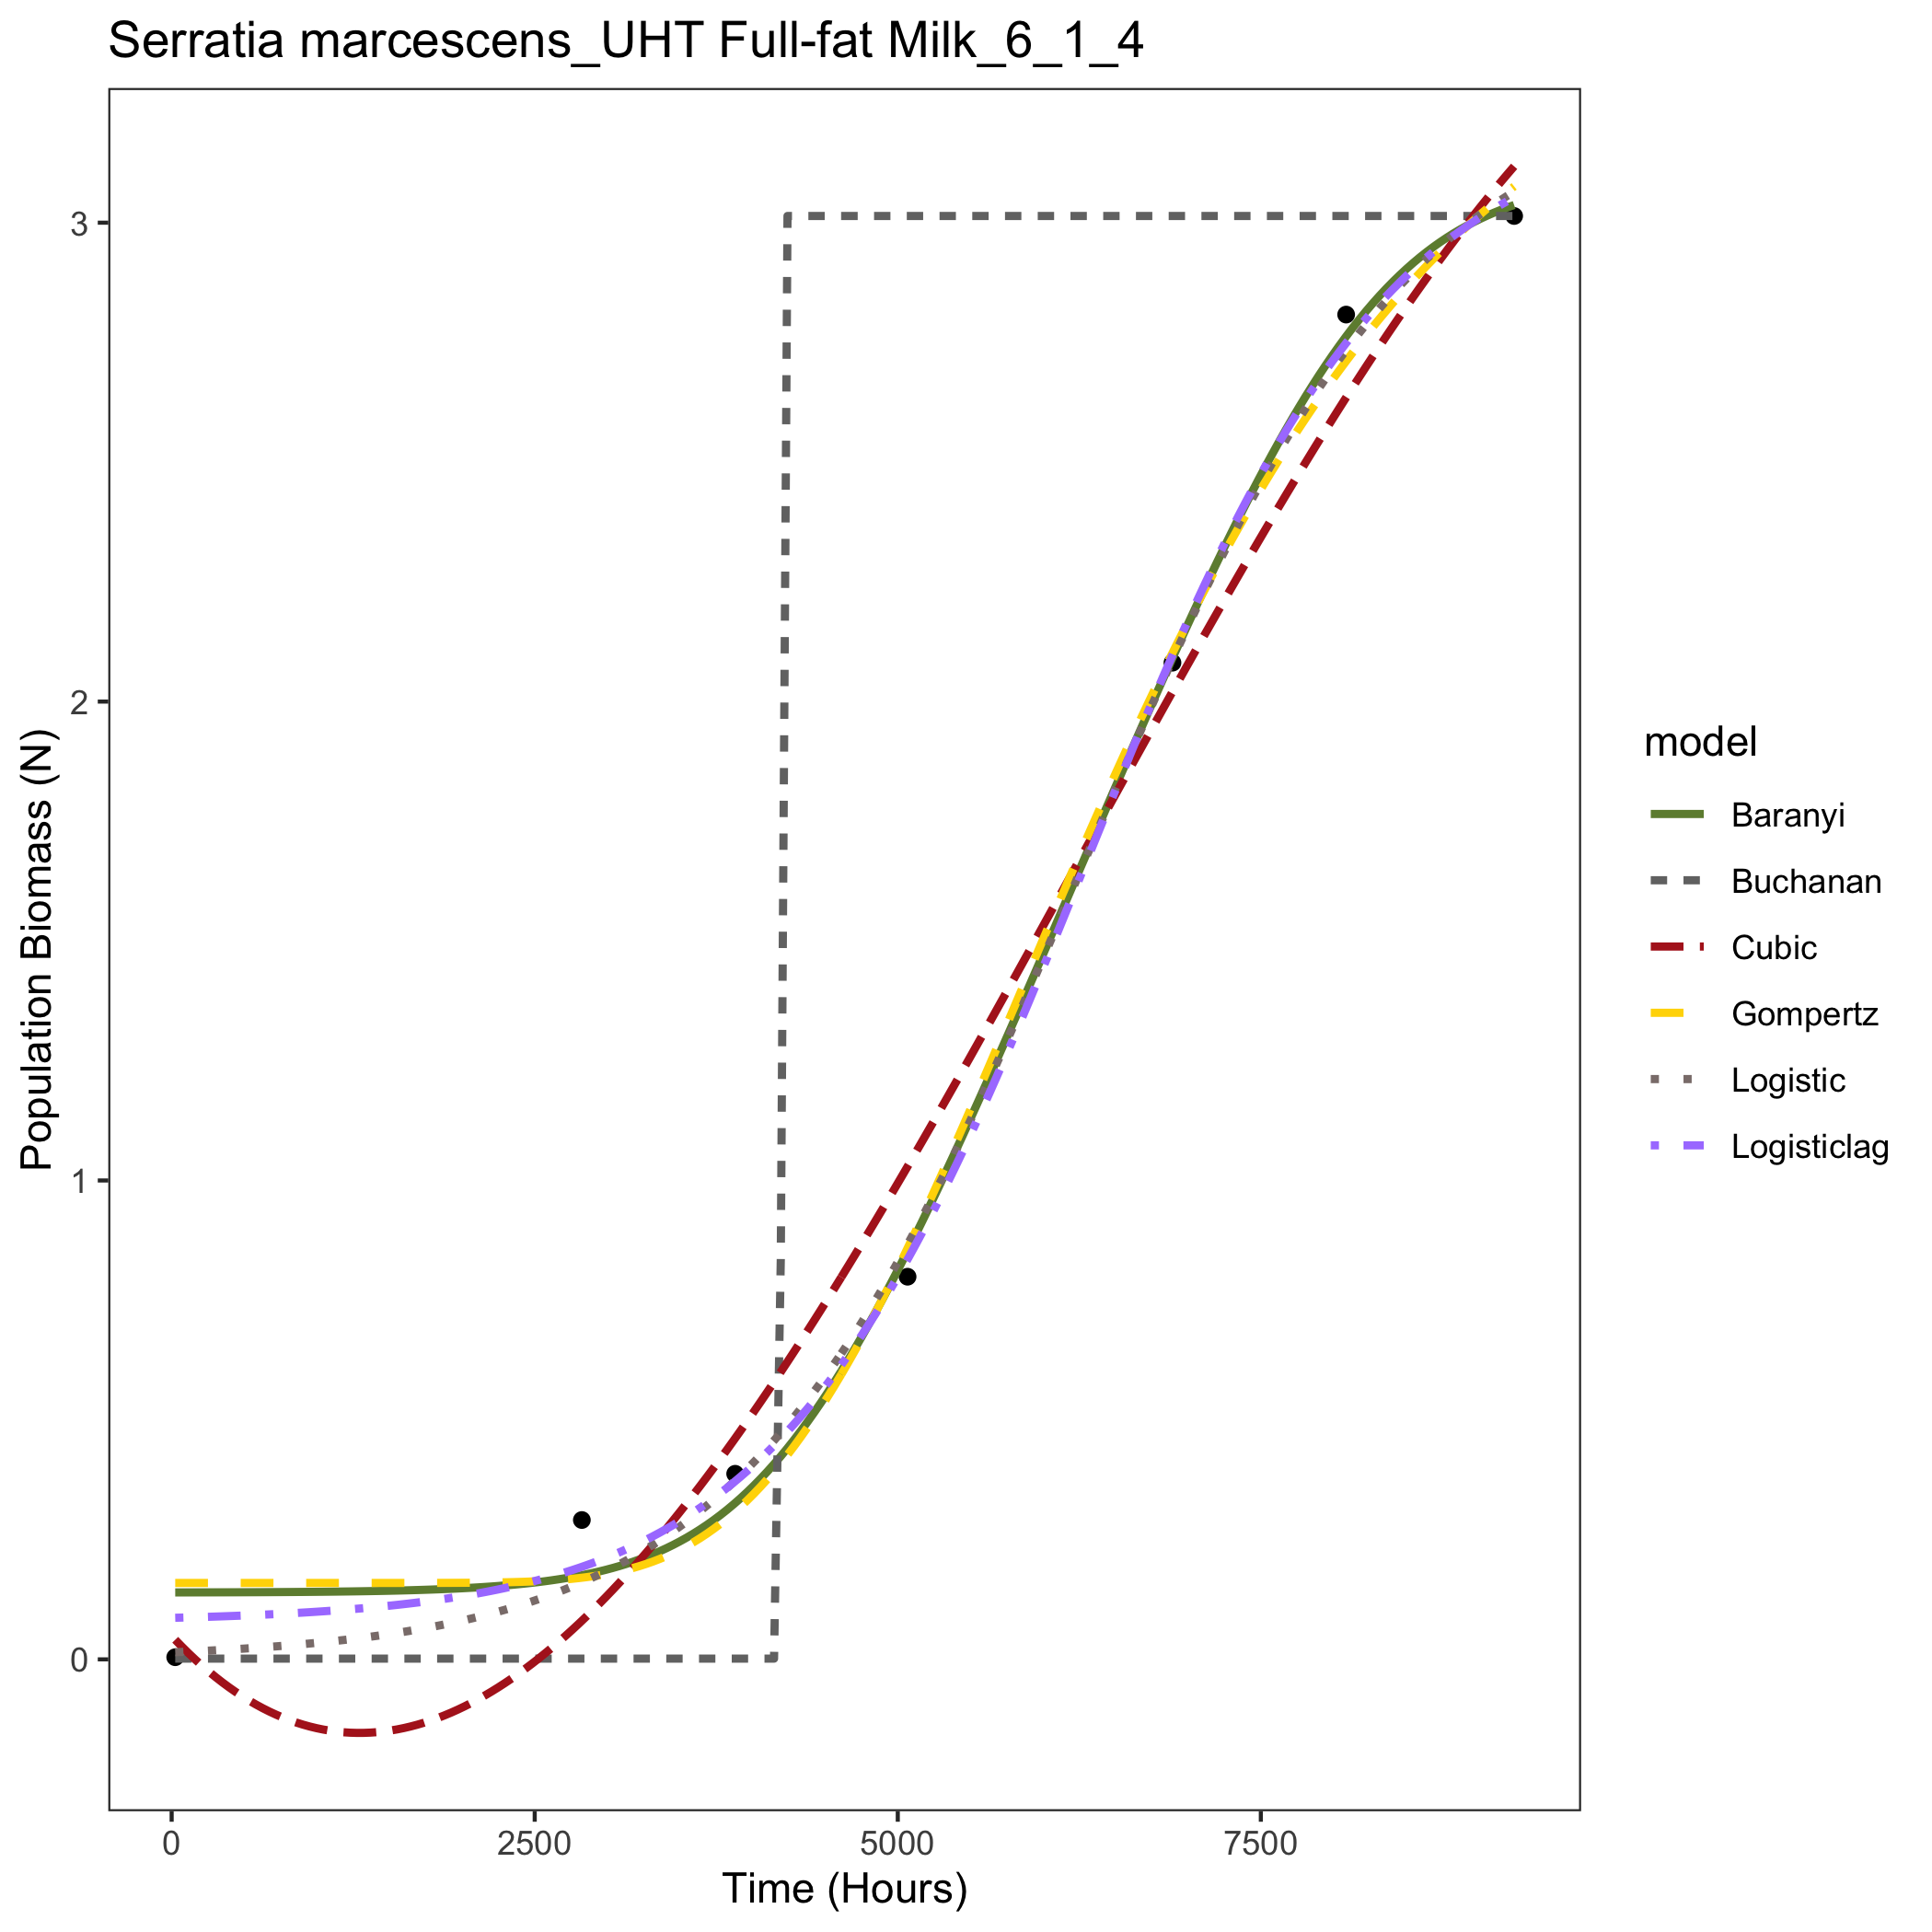 Serratia marcescens_UHT Full-fat Milk_6_1_4
Population Biomass (N)
3
2
1
0
0
2500
5000
7500
Time (Hours)
model
Baranyi
Buchanan
Cubic
Gompertz
Logistic
Logisticlag